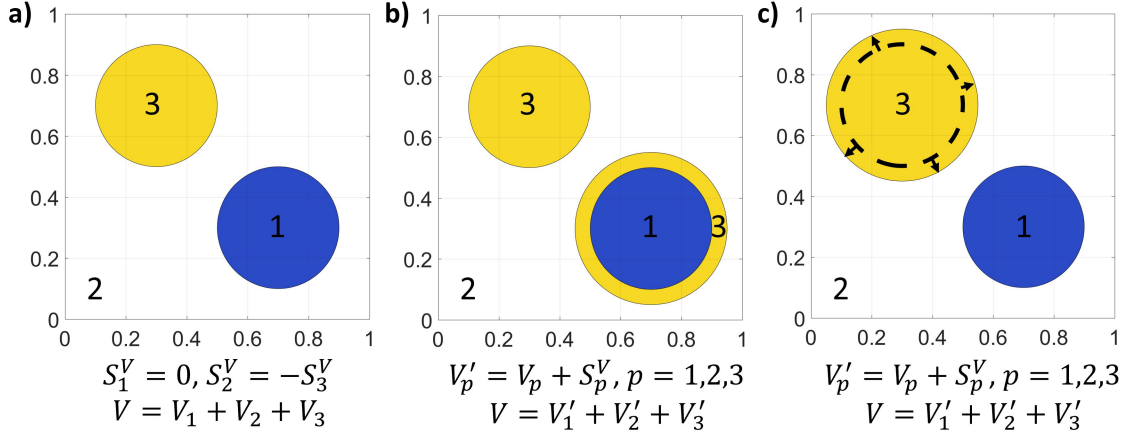 a)
1
0.8
0.6
0.4
0.2
0
0 0.2 0.4 0.6 0.8 1
3
1
2
$S_1^V = 0, S_2^V = -S_3^V$
$V = V_1 + V_2 + V_3$
b)
1
0.8
0.6
0.4
0.2
0
0 0.2 0.4 0.6 0.8 1
3
1
3
2
$V_p' = V_p + S_p^V, p = 1,2,3$
$V = V_1' + V_2' + V_3'$
c)
1
0.8
0.6
0.4
0.2
0
0 0.2 0.4 0.6 0.8 1
3
1
2
$V_p' = V_p + S_p^V, p = 1,2,3$
$V = V_1' + V_2' + V_3'$